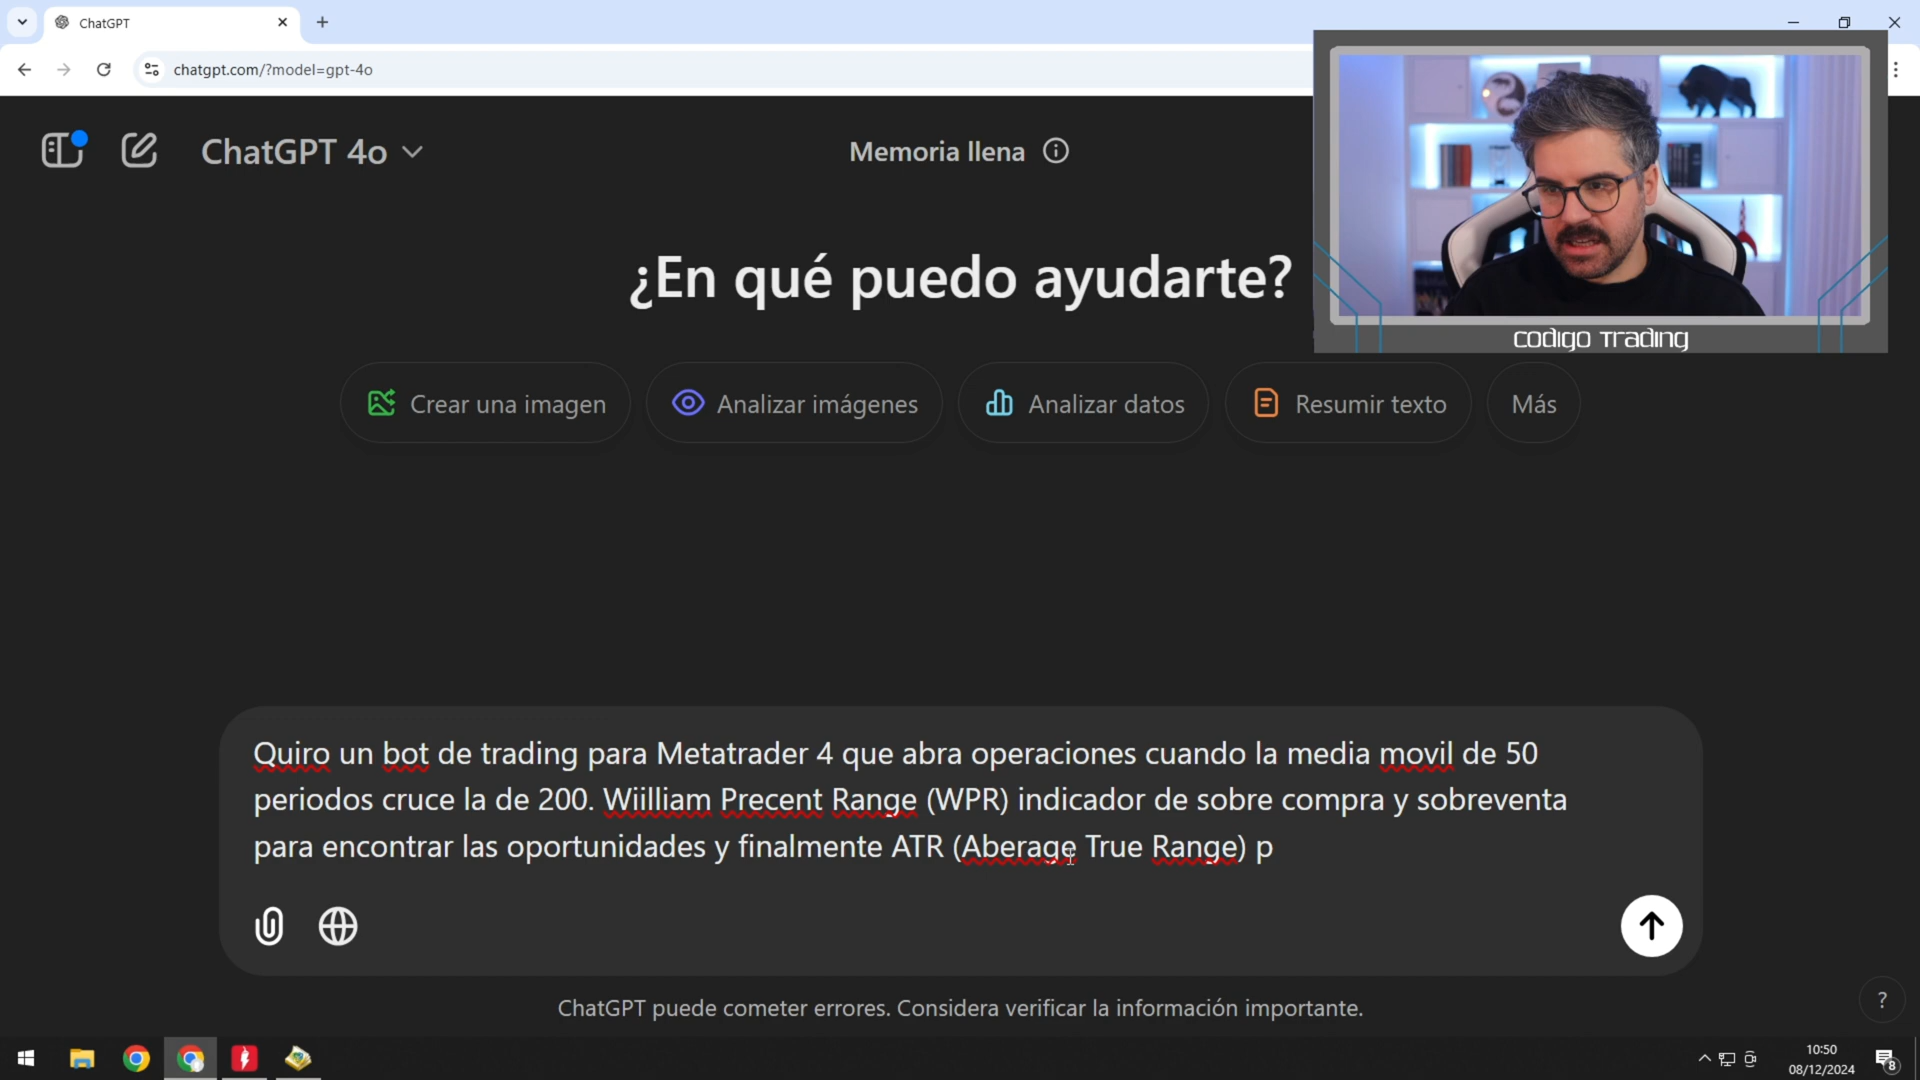 ChatGPT
chatgpt.com/?model=gpt-4o
ChatGPT 4o
Memoria llena
¿En qué puedo ayudarte?
codigo Trading
Crear una imagen
Analizar imágenes
Analizar datos
Resumir texto
Más
Quiro un bot de trading para Metatrader 4 que abra operaciones cuando la media movil de 50
periodos cruce la de 200. Wiilliam Precent Range (WPR) indicador de sobre compra y sobreventa
para encontrar las oportunidades y finalmente ATR (Aberage True Range) p
ChatGPT puede cometer errores. Considera verificar la información importante.
?
10:50
08/12/2024
8